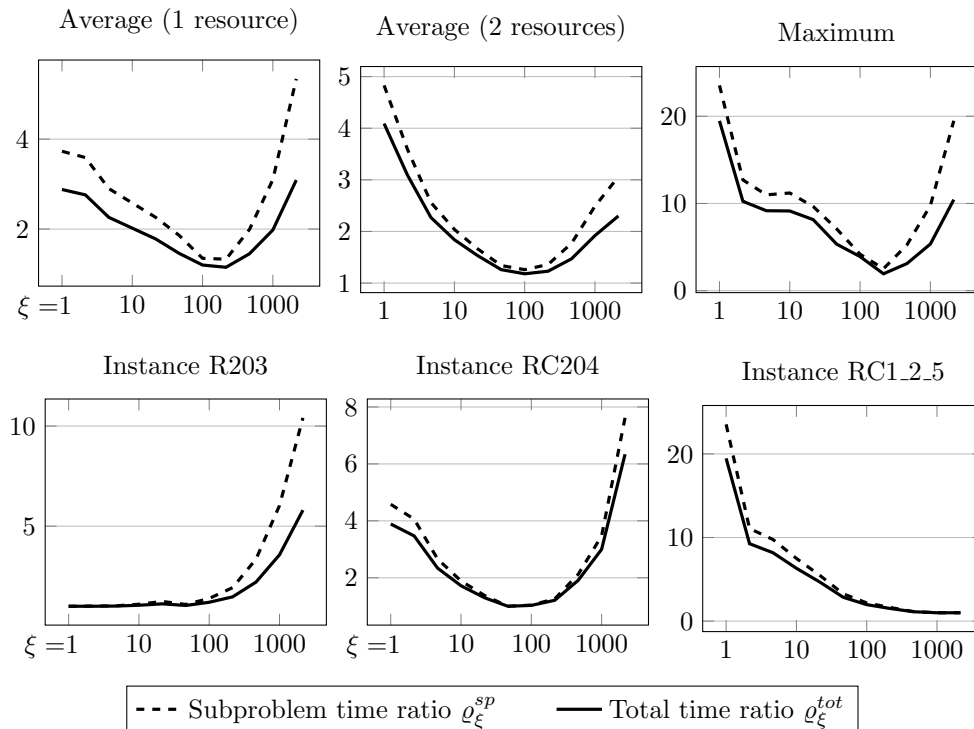 Average (1 resource)
Average (2 resources)
Maximum
4
2
ξ =1 10 100 1000
5
4
3
2
1
1 10 100 1000
20
10
0
1 10 100 1000
Instance R203
Instance RC204
Instance RC1_2_5
10
5
ξ =1 10 100 1000
8
6
4
2
1 10 100 1000
20
10
0
1 10 100 1000
Subproblem time ratio ϱ_ξ^{sp}
Total time ratio ϱ_ξ^{tot}